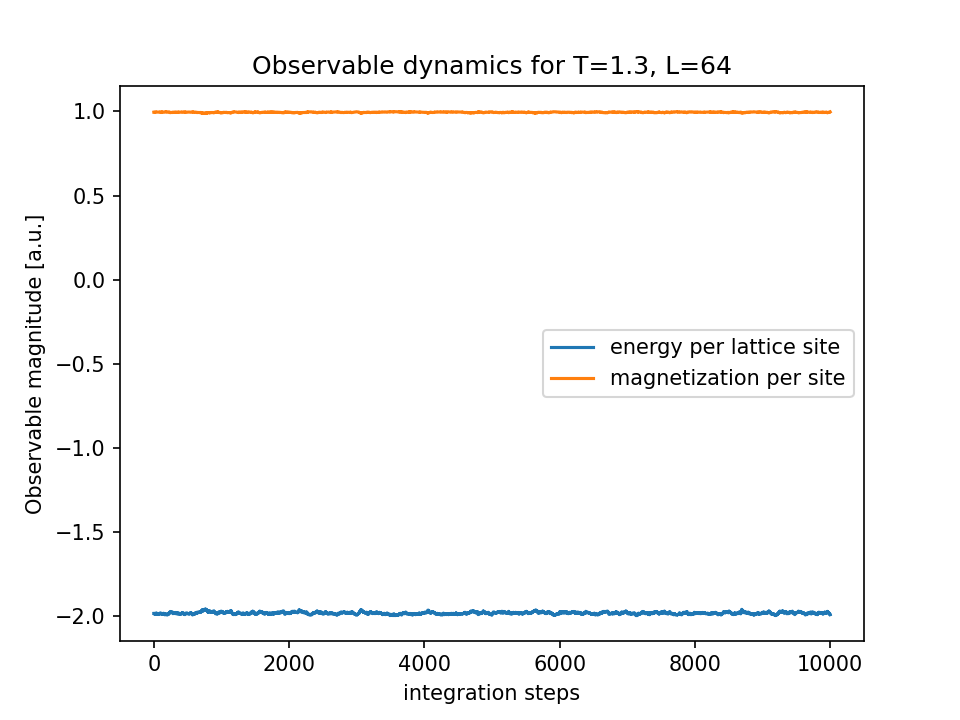 Observable dynamics for T=1.3, L=64
Observable magnitude [a.u.]
1.0
0.5
0.0
−0.5
−1.0
−1.5
−2.0
energy per lattice site
magnetization per site
0 2000 4000 6000 8000 10000
integration steps